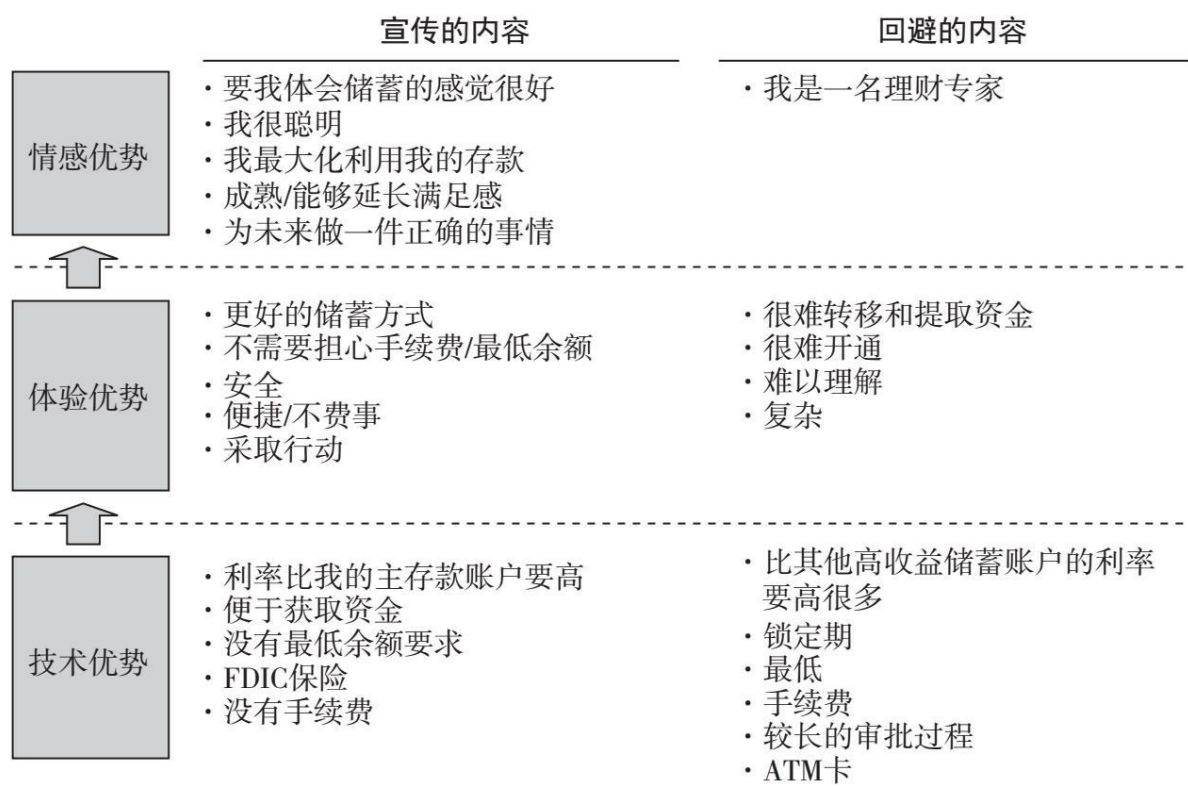 宣传的内容
回避的内容
情感优势
·要我体会储蓄的感觉很好
·我很聪明
·我最大化利用我的存款
·成熟/能够延长满足感
·为未来做一件正确的事情
·我是一名理财专家
体验优势
·更好的储蓄方式
·不需要担心手续费/最低余额
·安全
·便捷/不费事
·采取行动
·很难转移和提取资金
·很难开通
·难以理解
·复杂
技术优势
·利率比我的主存款账户要高
·便于获取资金
·没有最低余额要求
·FDIC保险
·没有手续费
·比其他高收益储蓄账户的利率
要高很多
·锁定期
·最低
·手续费
·较长的审批过程
·ATM卡